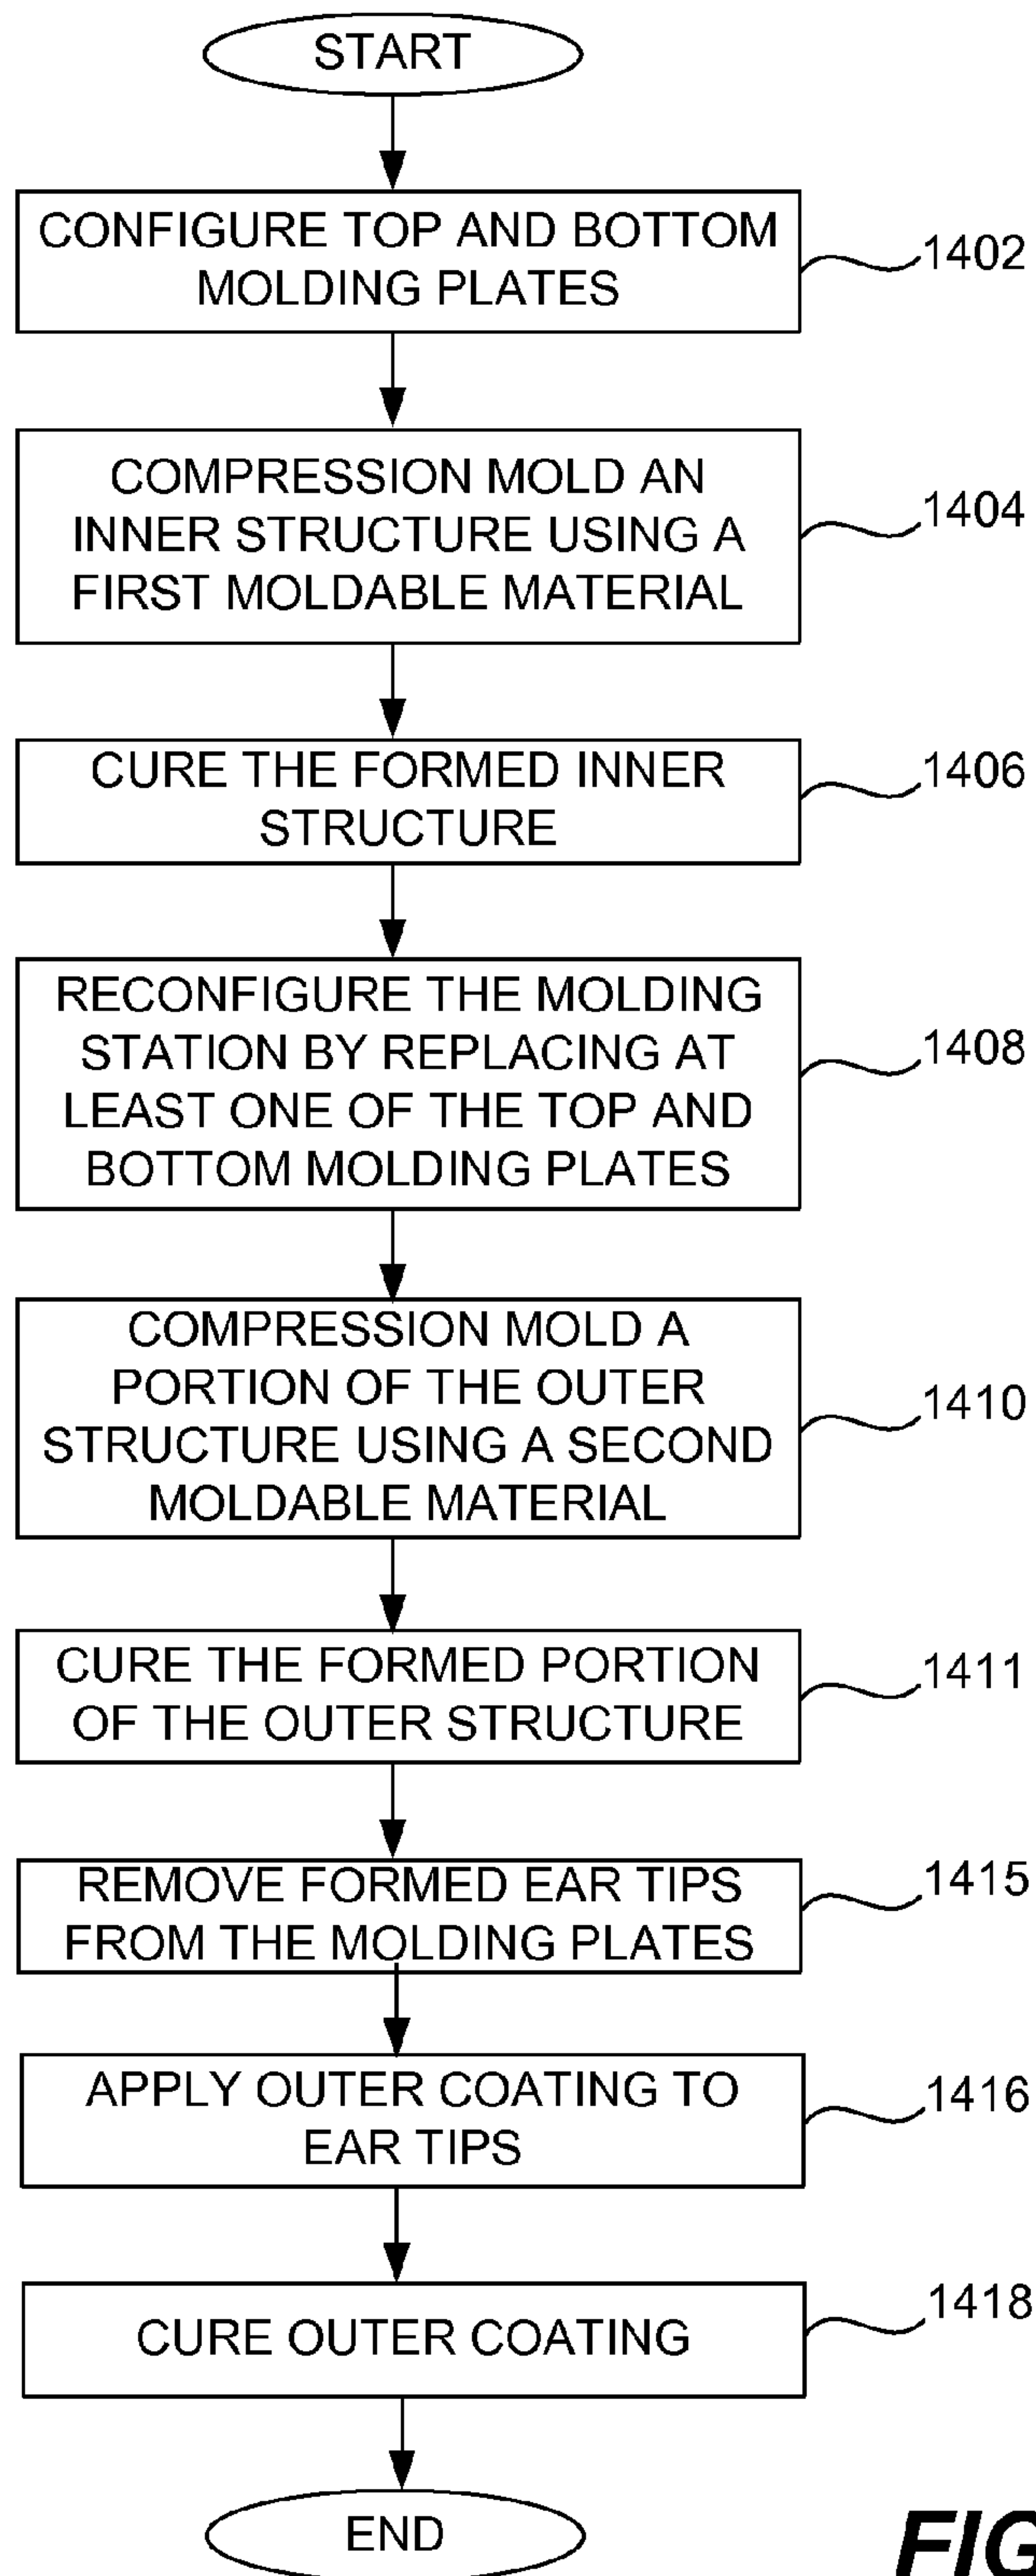 START
CONFIGURE TOP AND BOTTOM
MOLDING PLATES
1402
COMPRESSION MOLD AN
INNER STRUCTURE USING A
FIRST MOLDABLE MATERIAL
1404
CURE THE FORMED INNER
STRUCTURE
1406
RECONFIGURE THE MOLDING
STATION BY REPLACING AT
LEAST ONE OF THE TOP AND
BOTTOM MOLDING PLATES
1408
COMPRESSION MOLD A
PORTION OF THE OUTER
STRUCTURE USING A SECOND
MOLDABLE MATERIAL
1410
CURE THE FORMED PORTION
OF THE OUTER STRUCTURE
1411
REMOVE FORMED EAR TIPS
FROM THE MOLDING PLATES
1415
APPLY OUTER COATING TO
EAR TIPS
1416
CURE OUTER COATING
1418
END
FIG